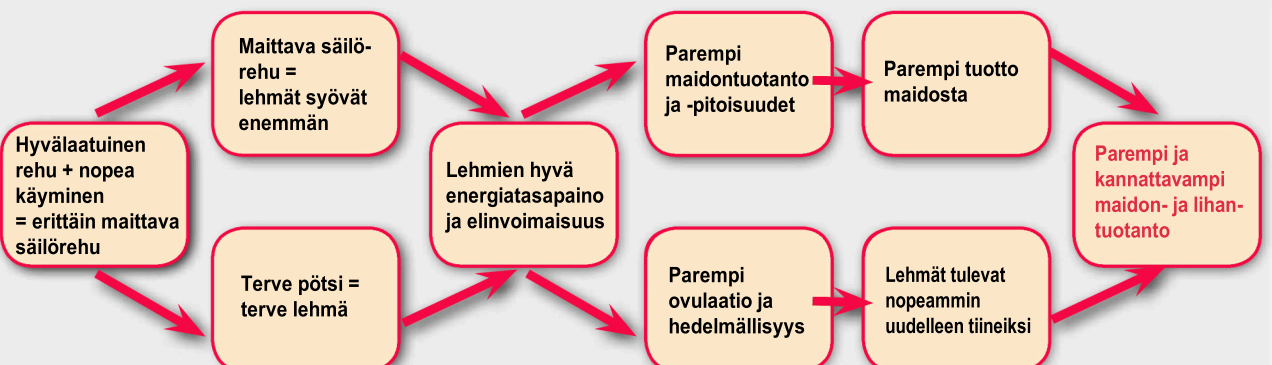 Hyvälaatuinen
rehu + nopea
käyminen
= erittäin maittava
säilörehu
Maittava säilö-
rehu =
lehmät syövät
enemmän
Terve pötsi =
terve lehmä
Lehmien hyvä
energiatasapaino
ja elinvoimaisuus
Parempi
maidontuotanto
ja -pitoisuudet
Parempi tuotto
maidosta
Parempi
ovulaatio ja
hedelmällisyys
Lehmät tulevat
nopeammin
uudelleen tiineiksi
Parempi ja
kannattavampi
maidon- ja lihan-
tuotanto